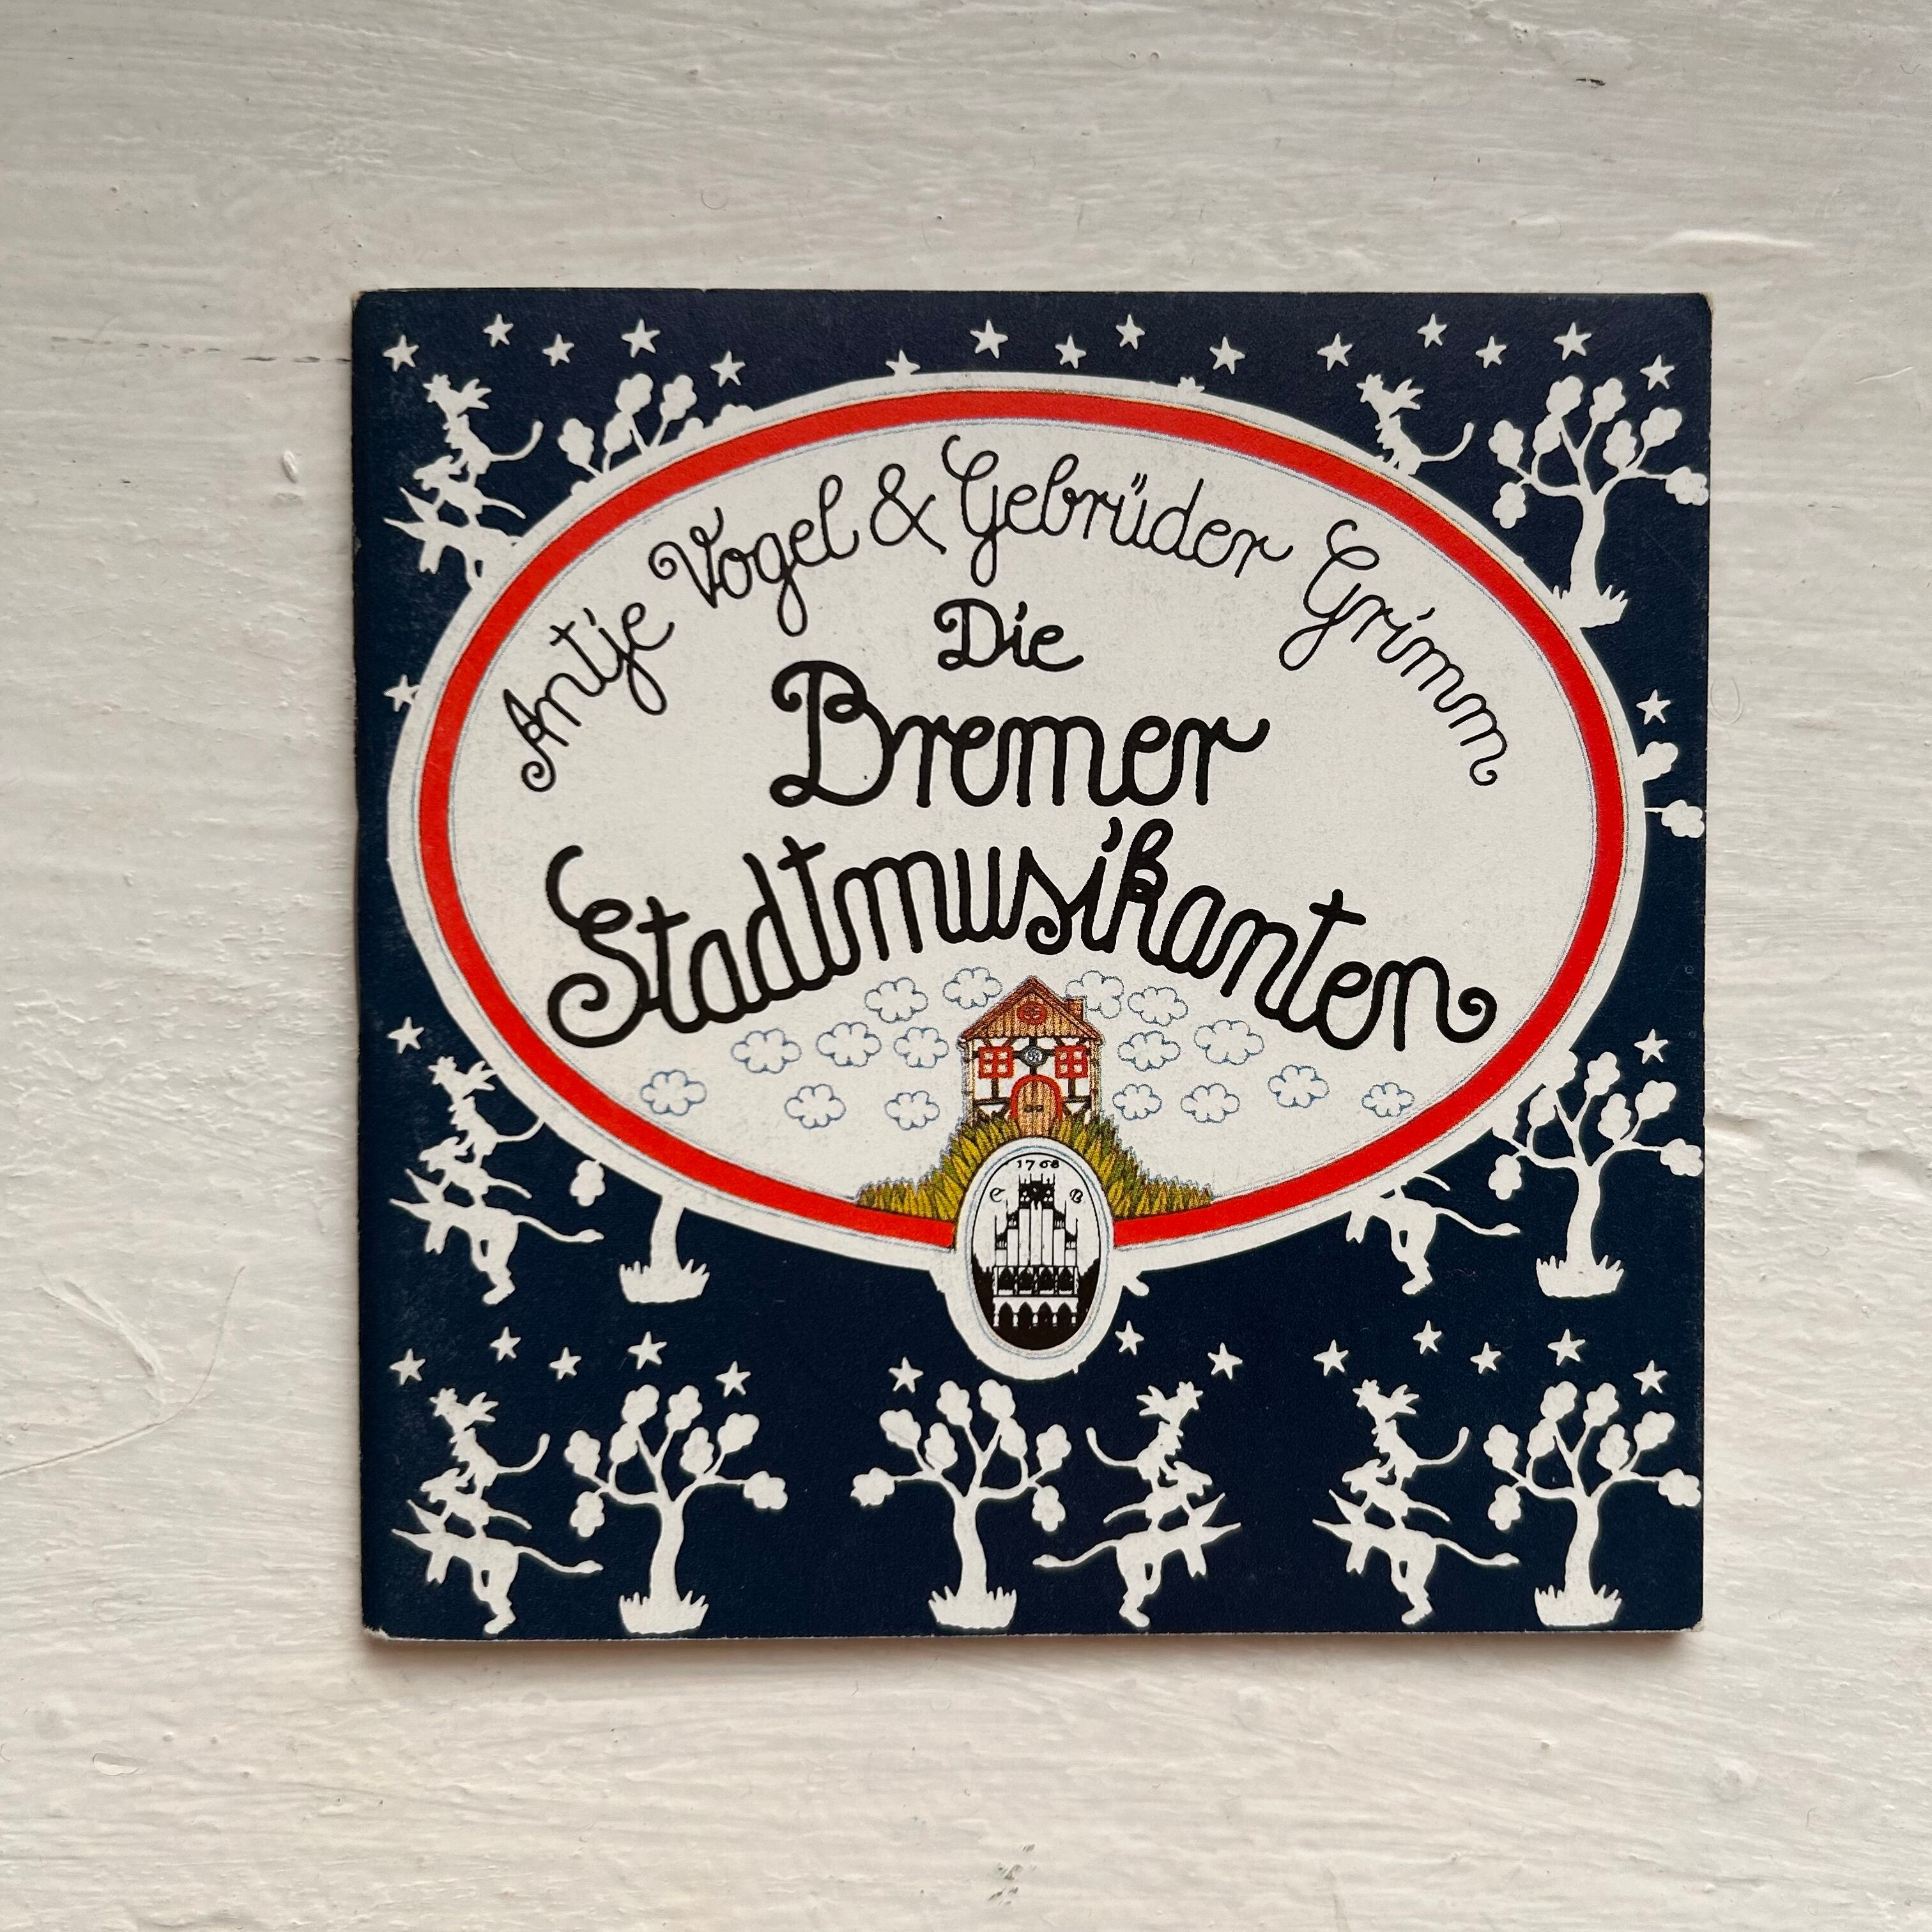 Antje Vogel & Gebrüder Grimm
Die
Bremer
Stadtmusikanten
1768
C B